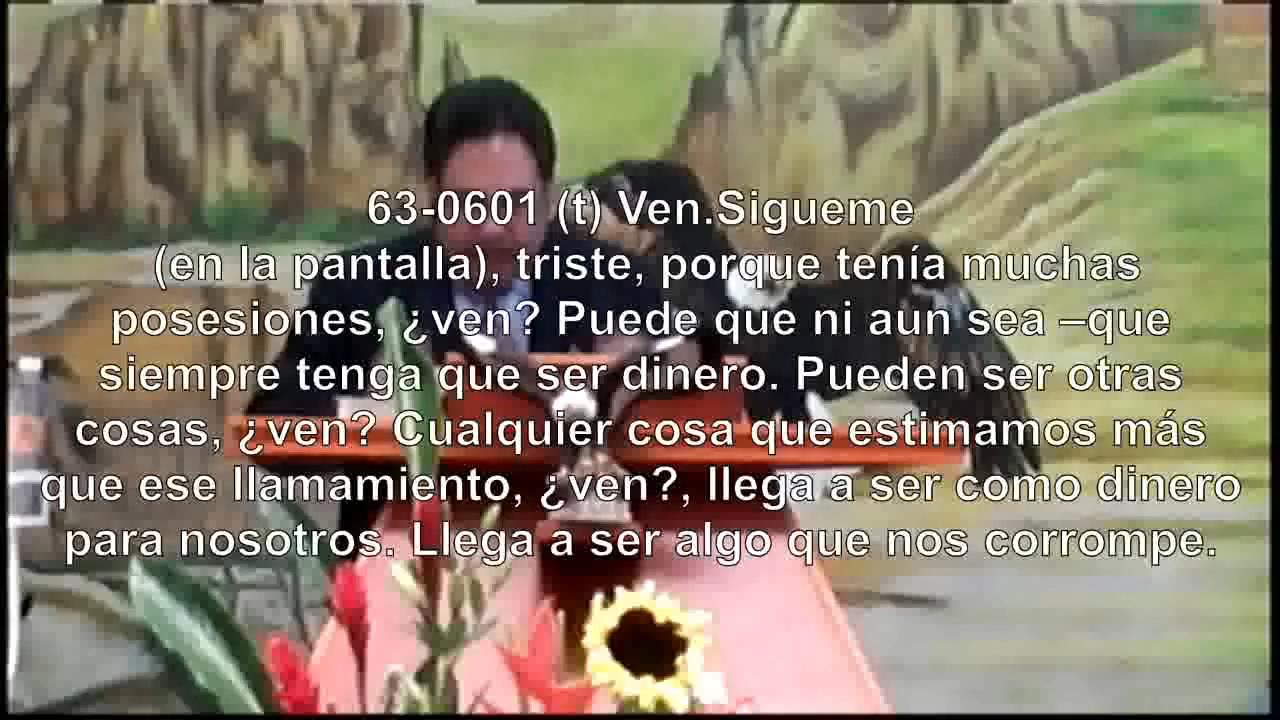 63-0601 (t) Ven.Sigueme
(en la pantalla), triste, porque tenía muchas
posesiones, ¿ven? Puede que ni aun sea –que
siempre tenga que ser dinero. Pueden ser otras
cosas, ¿ven? Cualquier cosa que estimamos más
que ese llamamiento, ¿ven?, llega a ser como dinero
para nosotros. Llega a ser algo que nos corrompe.